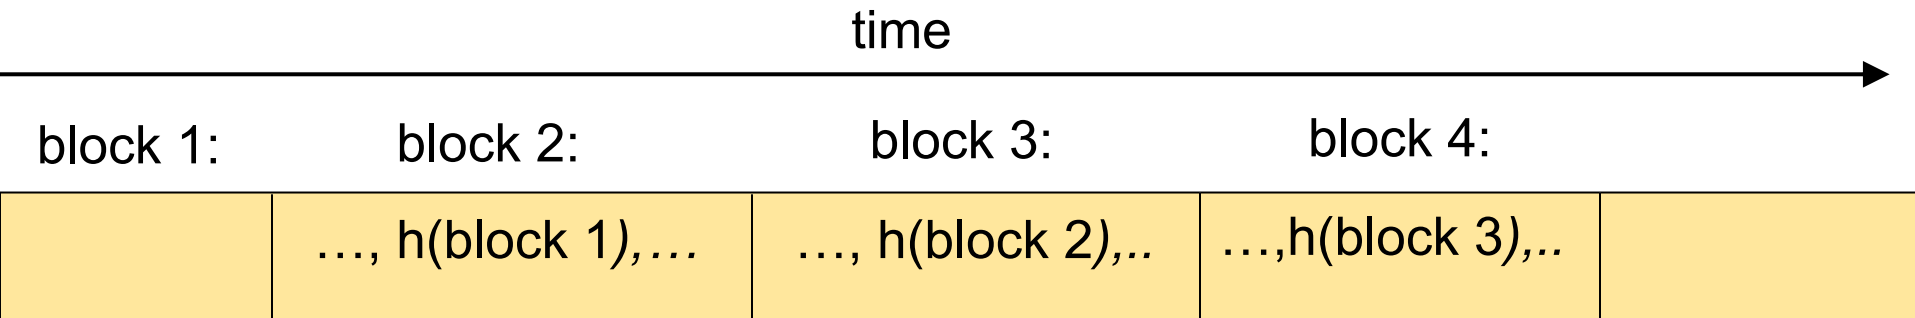 time
block 1:
block 2:
block 3:
block 4:
…, h(block 1),…
…, h(block 2),..
…,h(block 3),..